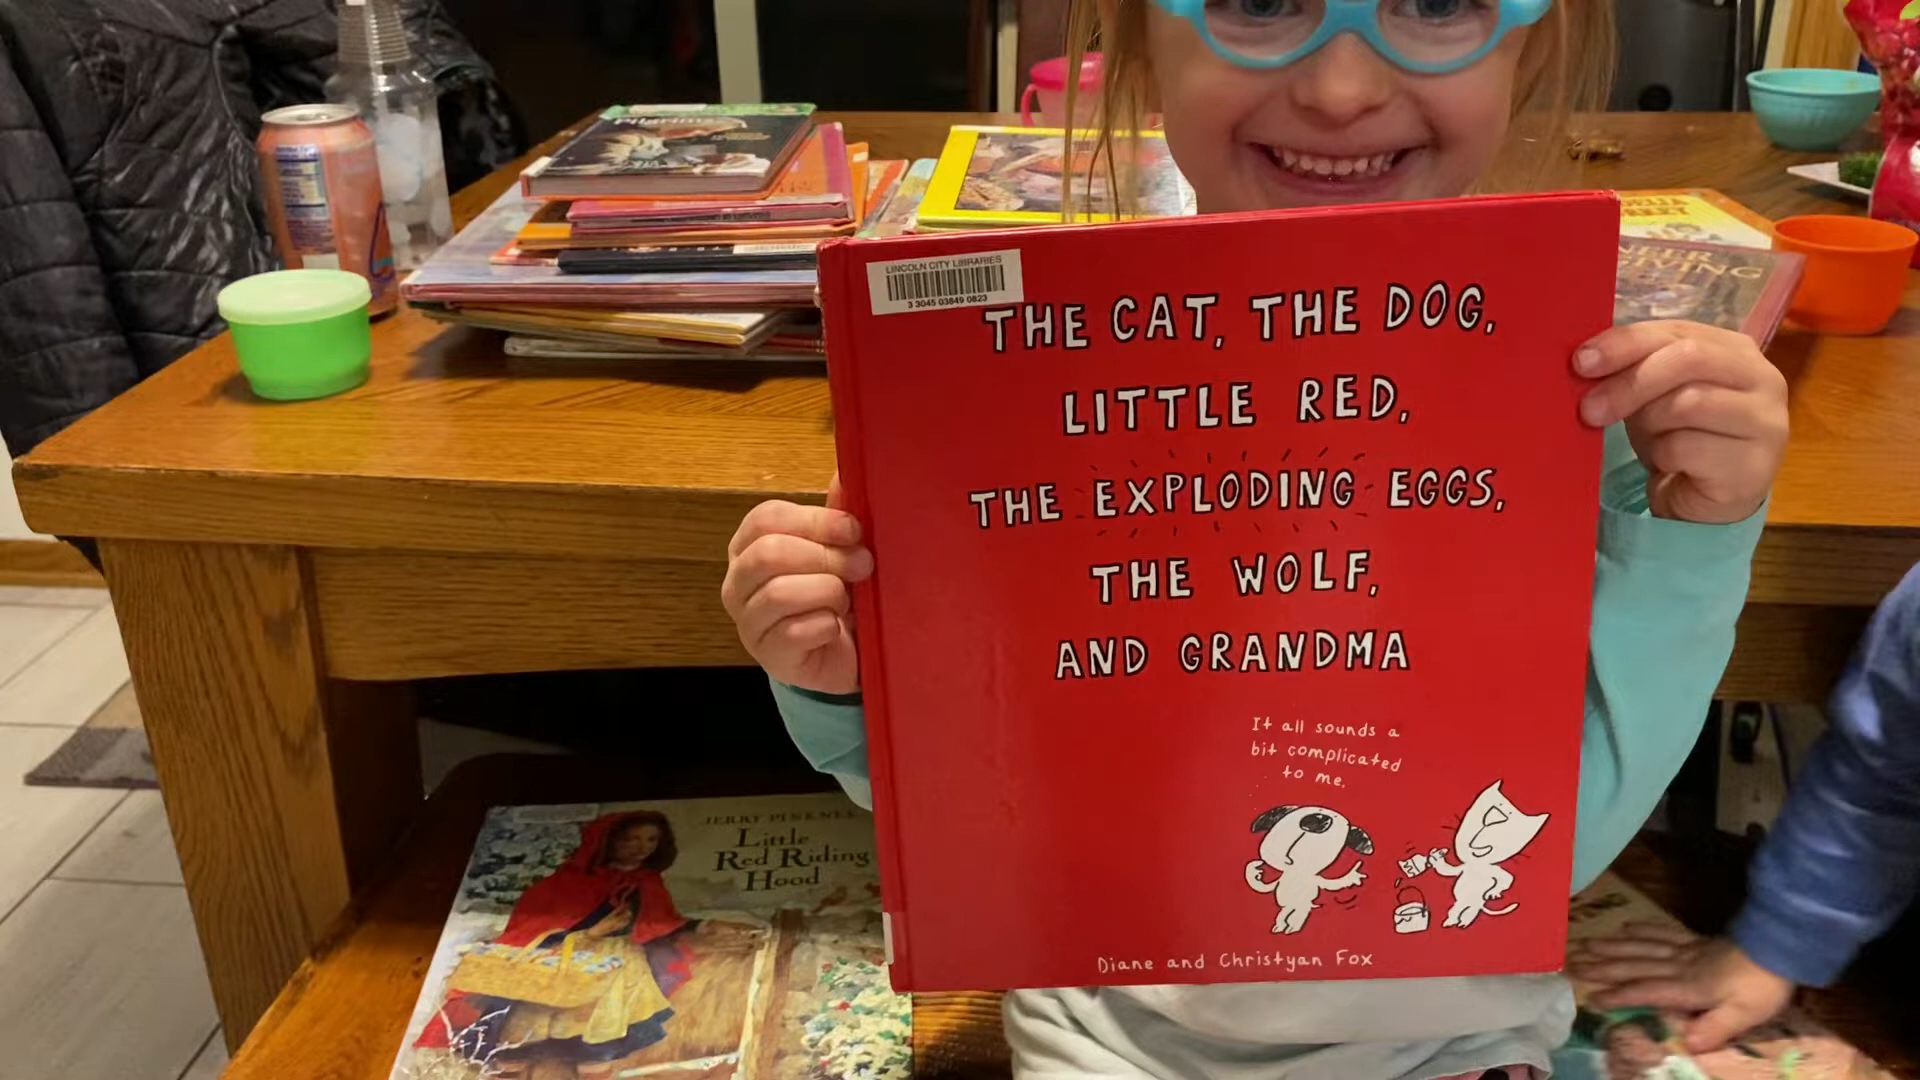 Pilgrims
LINCOLN CITY LIBRARIES
3 3045 03849 0823
THE CAT, THE DOG,
LITTLE RED,
THE EXPLODING EGGS,
THE WOLF,
AND GRANDMA
It all sounds a
bit complicated
to me.
Diane and Christyan Fox
JERRY PINKNEY
Little
Red Riding
Hood